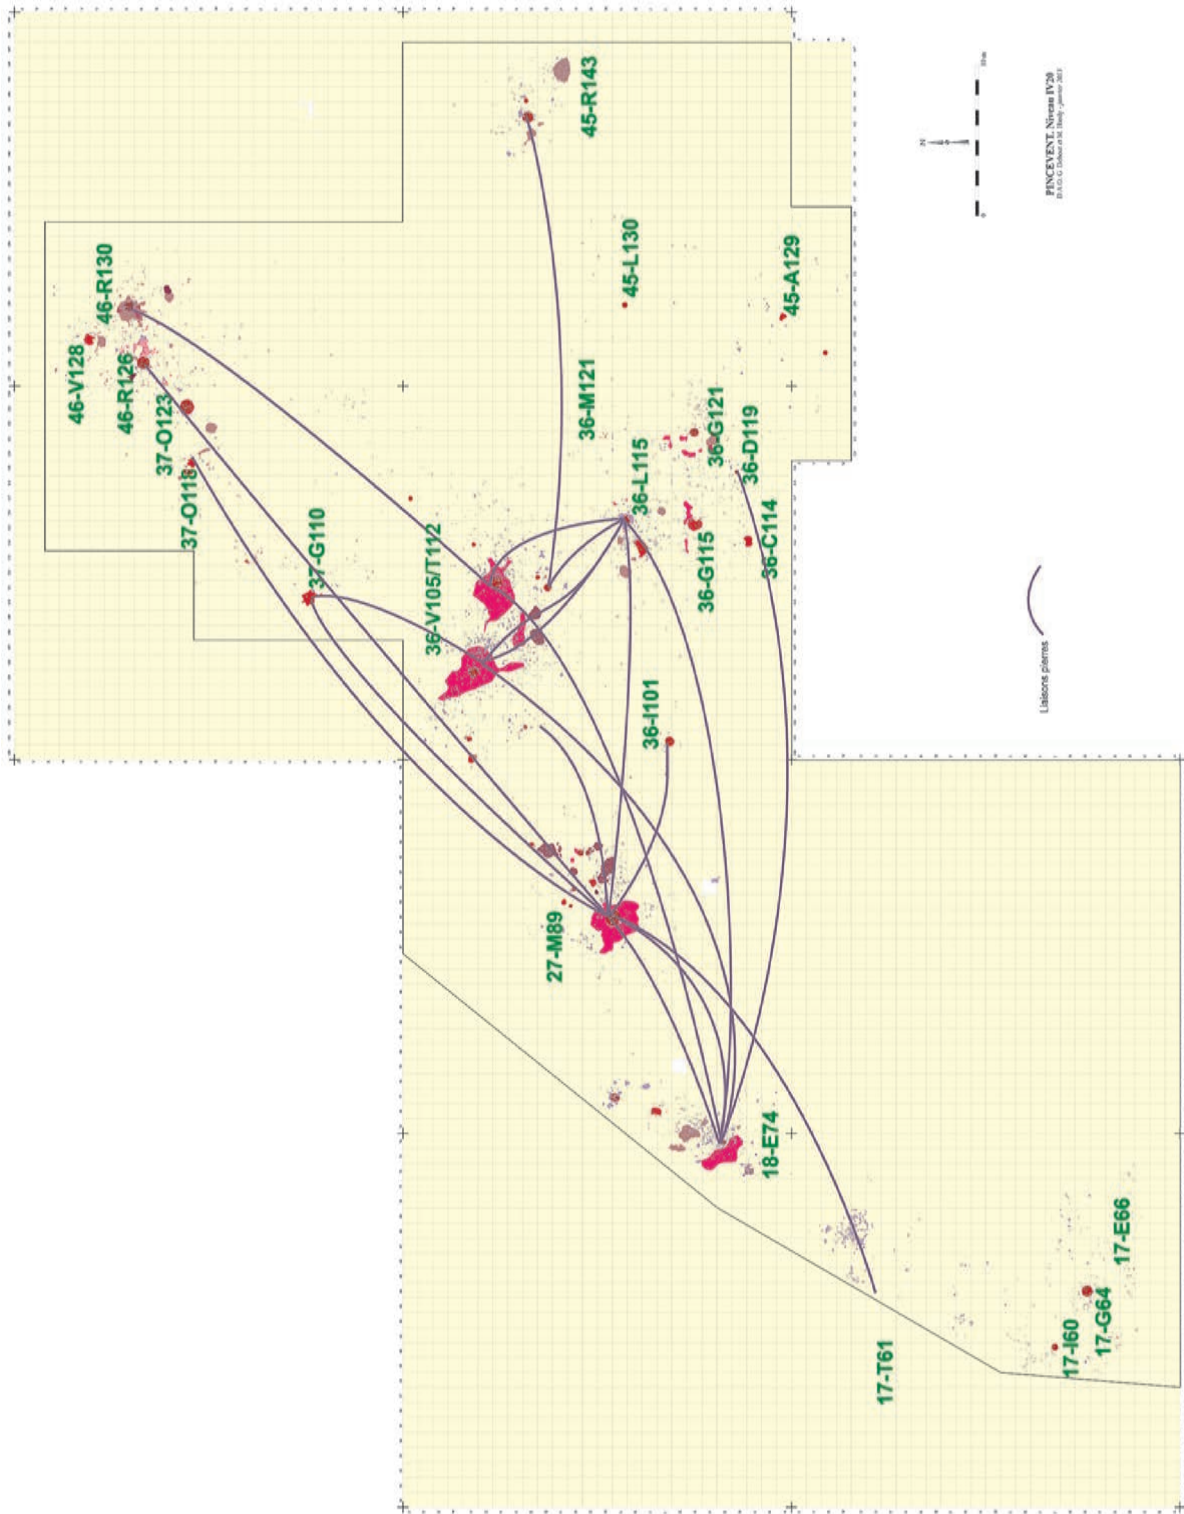 45-R143
46-R130
45-L130
45-A129
46-V128
46-R126
37-O123
36-M121
36-G121
36-D119
37-O118
36-L115
36-G115
36-C114
37-G110
36-V105/T112
36-I101
27-M89
18-E74
17-E66
17-G64
17-T61
17-I60
N
0
10 m
PINCEVENT. Niveau IV20
Liaisons pierres